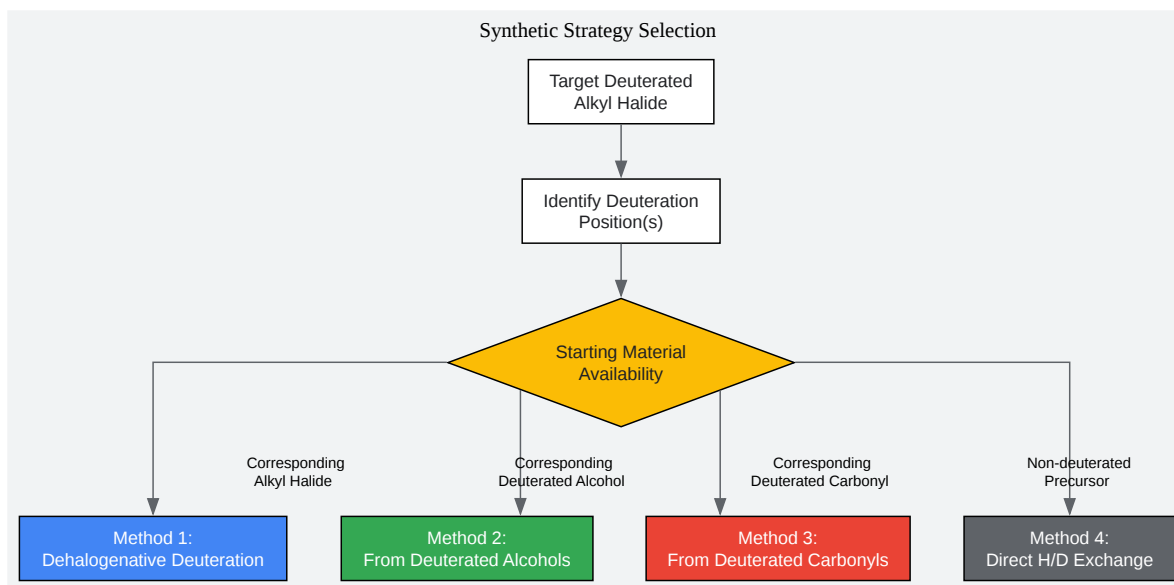 Synthetic Strategy Selection
Target Deuterated
Alkyl Halide
Identify Deuteration
Position(s)
Starting Material
Availability
Corresponding
Alkyl Halide
Corresponding
Deuterated Alcohol
Corresponding
Deuterated Carbonyl
Non-deuterated
Precursor
Method 1:
Dehalogenative Deuteration
Method 2:
From Deuterated Alcohols
Method 3:
From Deuterated Carbonyls
Method 4:
Direct H/D Exchange